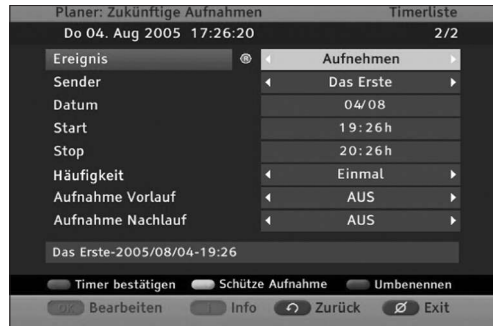 Planer: Zukünftige Aufnahmen Timerliste
Do 04. Aug 2005 17:26:20 2/2
Ereignis ® Aufnehmen
Sender Das Erste
Datum 04/08
Start 19:26h
Stop 20:26h
Häufigkeit Einmal
Aufnahme Vorlauf AUS
Aufnahme Nachlauf AUS
Das Erste-2005/08/04-19:26
Timer bestätigen Schütze Aufnahme Umbenennen
OK Bearbeiten i Info Zurück Exit